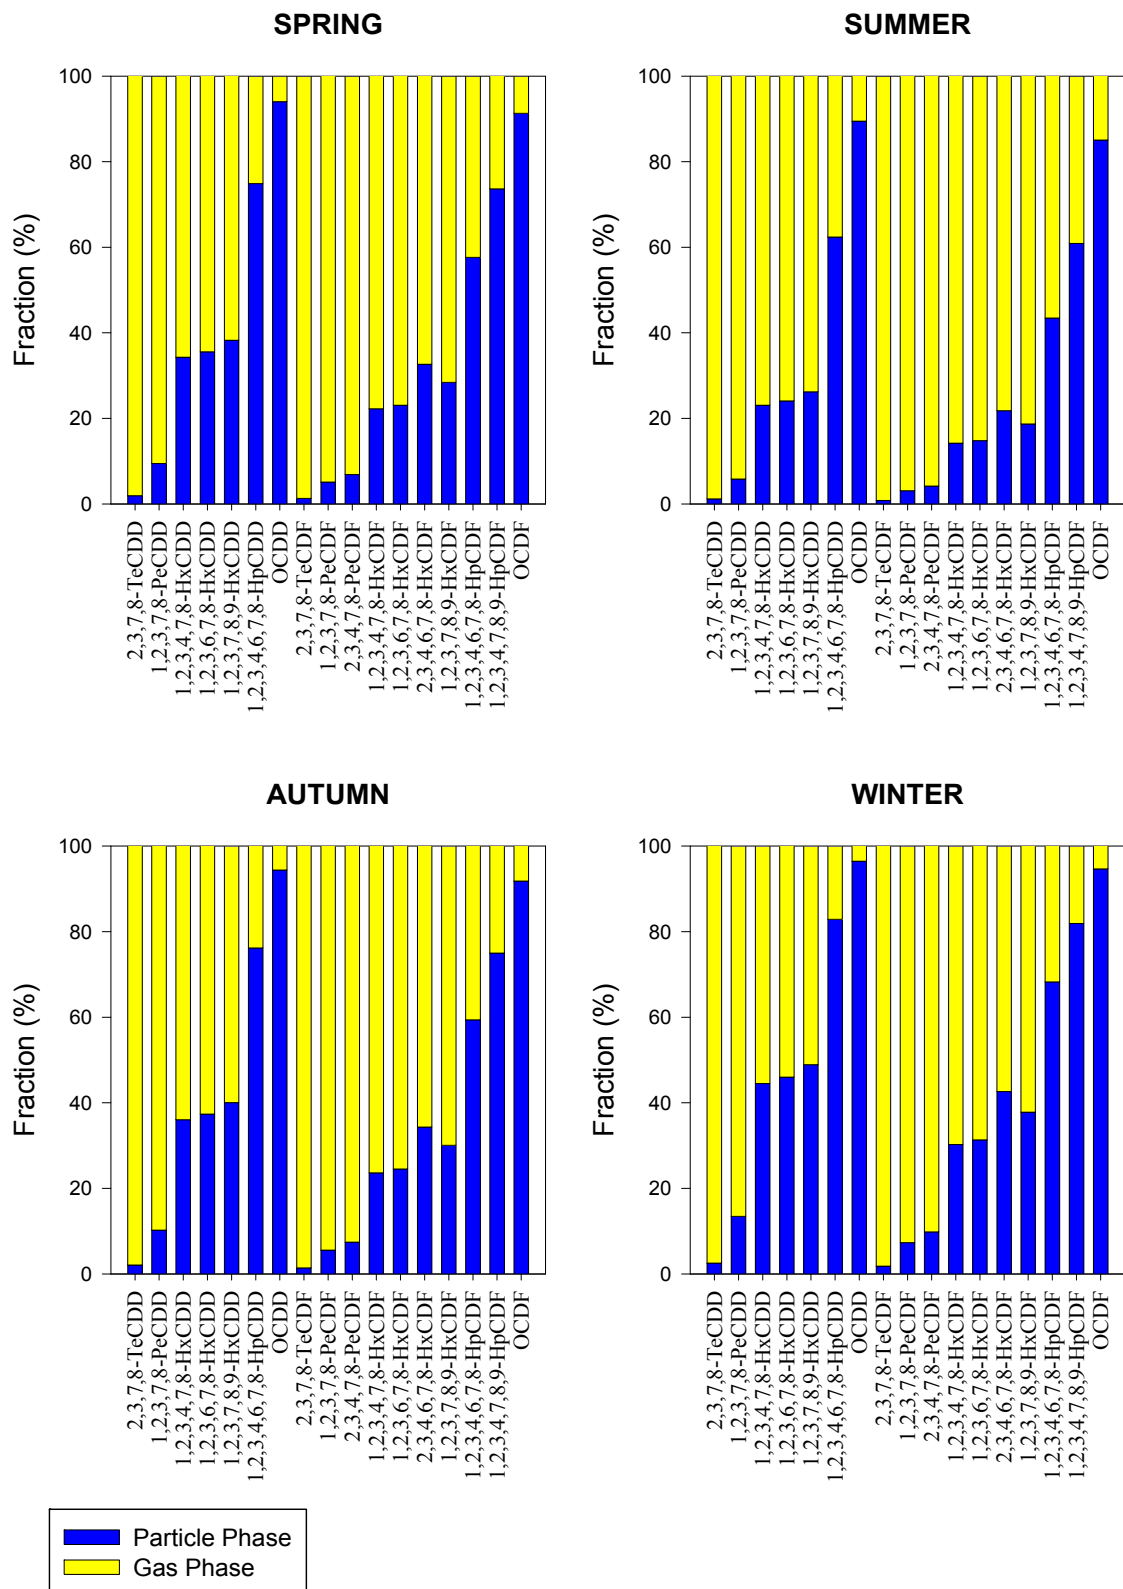 SPRING
Fraction (%)
100
80
60
40
20
0
2,3,7,8-TeCDD
1,2,3,7,8-PeCDD
1,2,3,4,7,8-HxCDD
1,2,3,6,7,8-HxCDD
1,2,3,7,8,9-HxCDD
1,2,3,4,6,7,8-HpCDD
OCDD
2,3,7,8-TeCDF
1,2,3,7,8-PeCDF
2,3,4,7,8-PeCDF
1,2,3,4,7,8-HxCDF
1,2,3,6,7,8-HxCDF
2,3,4,6,7,8-HxCDF
1,2,3,7,8,9-HxCDF
1,2,3,4,6,7,8-HpCDF
1,2,3,4,7,8,9-HpCDF
OCDF
SUMMER
Fraction (%)
100
80
60
40
20
0
2,3,7,8-TeCDD
1,2,3,7,8-PeCDD
1,2,3,4,7,8-HxCDD
1,2,3,6,7,8-HxCDD
1,2,3,7,8,9-HxCDD
1,2,3,4,6,7,8-HpCDD
OCDD
2,3,7,8-TeCDF
1,2,3,7,8-PeCDF
2,3,4,7,8-PeCDF
1,2,3,4,7,8-HxCDF
1,2,3,6,7,8-HxCDF
2,3,4,6,7,8-HxCDF
1,2,3,7,8,9-HxCDF
1,2,3,4,6,7,8-HpCDF
1,2,3,4,7,8,9-HpCDF
OCDF
AUTUMN
Fraction (%)
100
80
60
40
20
0
2,3,7,8-TeCDD
1,2,3,7,8-PeCDD
1,2,3,4,7,8-HxCDD
1,2,3,6,7,8-HxCDD
1,2,3,7,8,9-HxCDD
1,2,3,4,6,7,8-HpCDD
OCDD
2,3,7,8-TeCDF
1,2,3,7,8-PeCDF
2,3,4,7,8-PeCDF
1,2,3,4,7,8-HxCDF
1,2,3,6,7,8-HxCDF
2,3,4,6,7,8-HxCDF
1,2,3,7,8,9-HxCDF
1,2,3,4,6,7,8-HpCDF
1,2,3,4,7,8,9-HpCDF
OCDF
WINTER
Fraction (%)
100
80
60
40
20
0
2,3,7,8-TeCDD
1,2,3,7,8-PeCDD
1,2,3,4,7,8-HxCDD
1,2,3,6,7,8-HxCDD
1,2,3,7,8,9-HxCDD
1,2,3,4,6,7,8-HpCDD
OCDD
2,3,7,8-TeCDF
1,2,3,7,8-PeCDF
2,3,4,7,8-PeCDF
1,2,3,4,7,8-HxCDF
1,2,3,6,7,8-HxCDF
2,3,4,6,7,8-HxCDF
1,2,3,7,8,9-HxCDF
1,2,3,4,6,7,8-HpCDF
1,2,3,4,7,8,9-HpCDF
OCDF
Particle Phase
Gas Phase